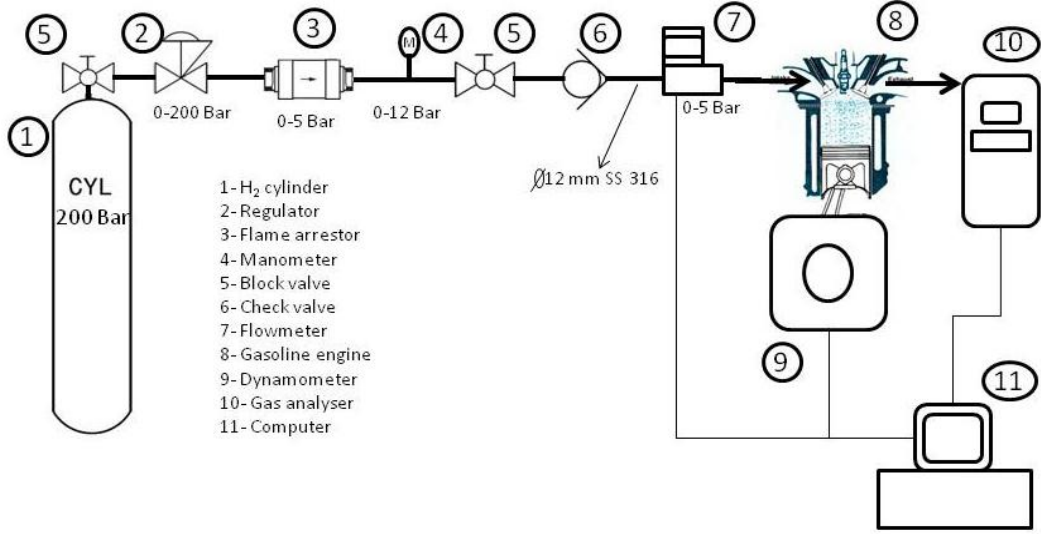 5
2
3
M
4
5
6
7
8
10
Intake
Exhaust
0-200 Bar
0-5 Bar
0-12 Bar
0-5 Bar
1
Ø12 mm SS 316
CYL
200 Bar
1- H₂ cylinder
2- Regulator
3- Flame arrestor
4- Manometer
5- Block valve
6- Check valve
7- Flowmeter
8- Gasoline engine
9- Dynamometer
10- Gas analyser
11- Computer
9
11